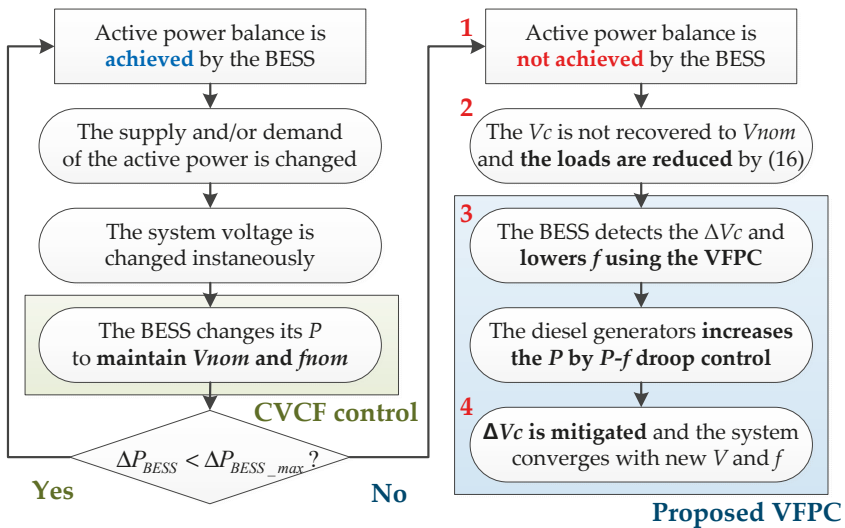 Active power balance is
achieved by the BESS
The supply and/or demand
of the active power is changed
The system voltage is
changed instaneously
The BESS changes its P
to maintain Vnom and fnom
CVCF control
ΔP_BESS < ΔP_BESS_max ?
Yes
No
1
Active power balance is
not achieved by the BESS
2
The Vc is not recovered to Vnom
and the loads are reduced by (16)
3
The BESS detects the ΔVc and
lowers f using the VFPC
The diesel generators increases
the P by P-f droop control
4
ΔVc is mitigated and the system
converges with new V and f
Proposed VFPC